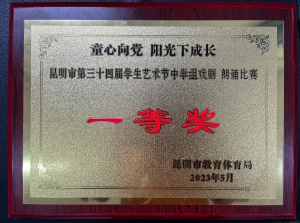 童心向党 阳光下成长
昆明市第三十四届学生艺术节中学组戏剧 朗诵比赛
一等奖
昆明市教育体育局
2023年5月